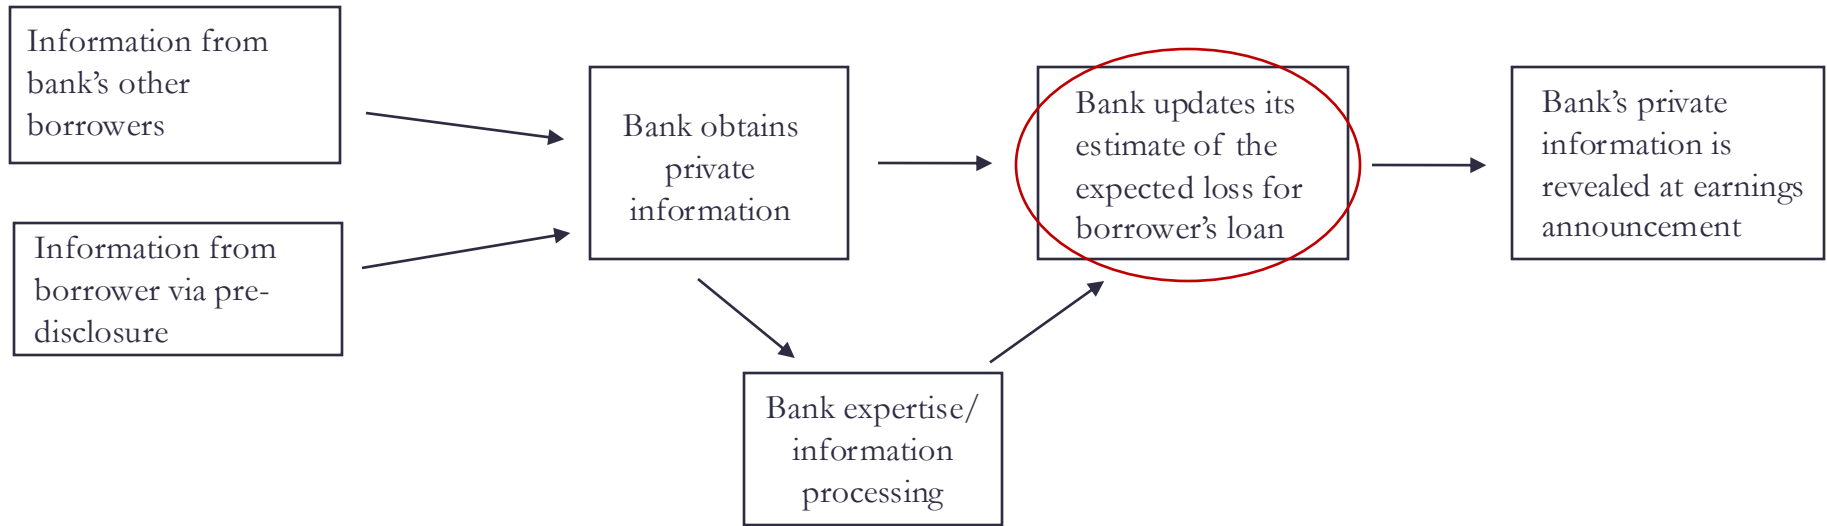 Information from
bank’s other
borrowers
Information from
borrower via pre-
disclosure
Bank obtains
private
information
Bank expertise/
information
processing
Bank updates its
estimate of the
expected loss for
borrower’s loan
Bank’s private
information is
revealed at earnings
announcement